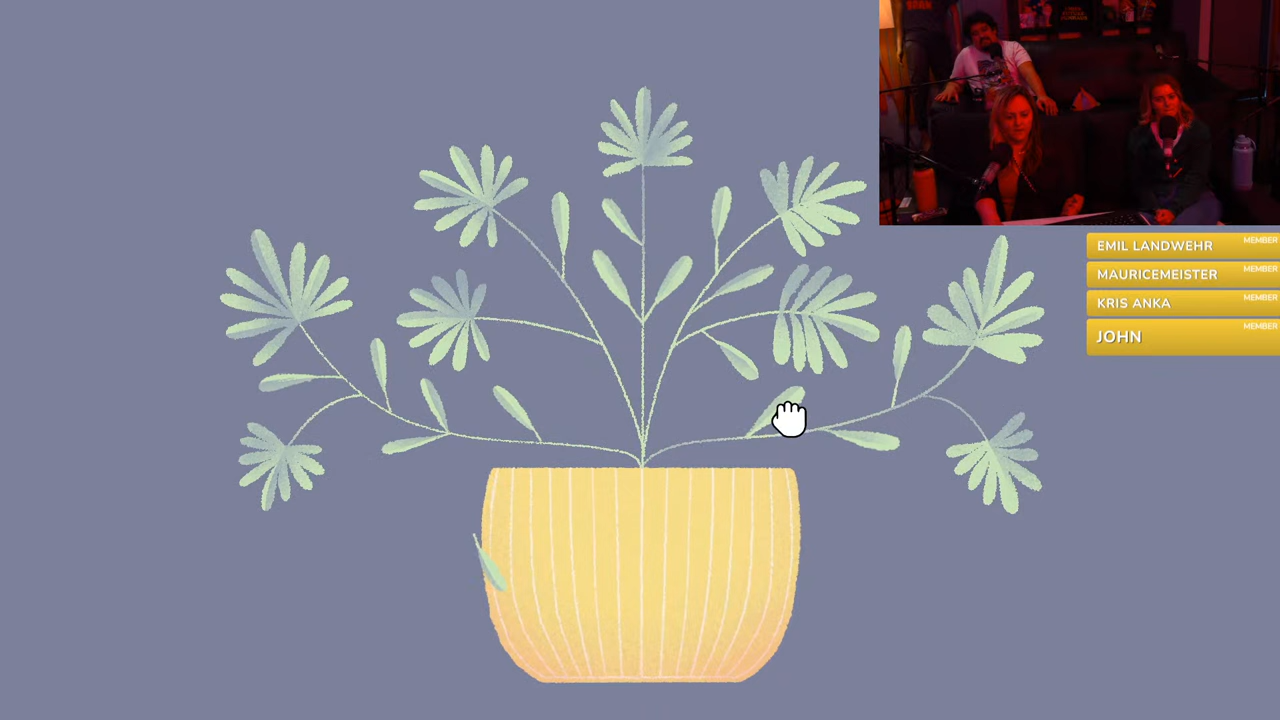 EMIL LANDWEHR MEMBER
MAURICEMEISTER MEMBER
KRIS ANKA MEMBER
JOHN MEMBER